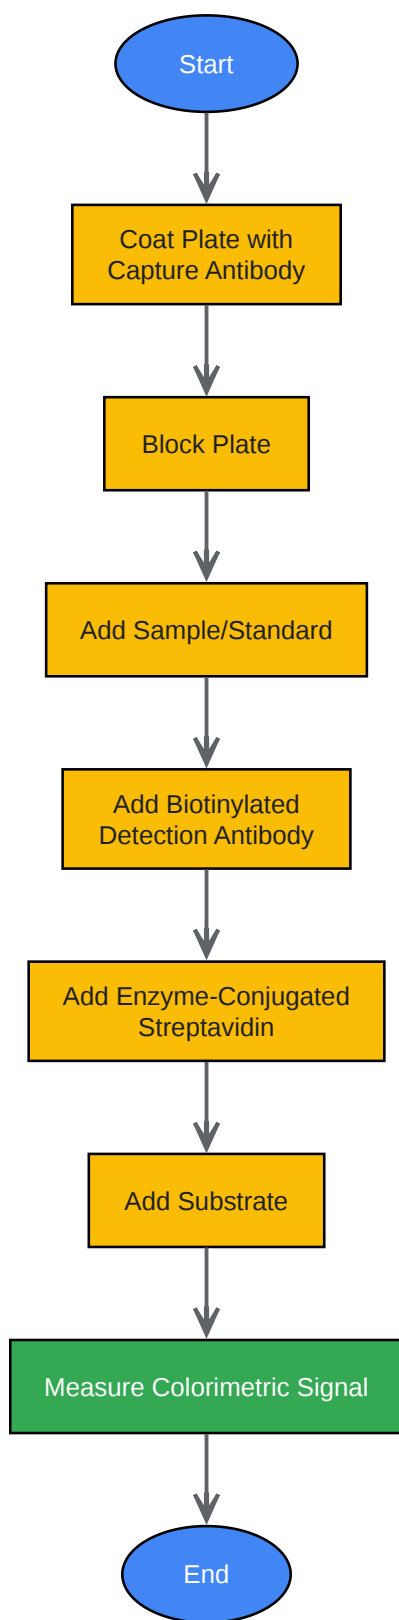 Start
Coat Plate with
Capture Antibody
Block Plate
Add Sample/Standard
Add Biotinylated
Detection Antibody
Add Enzyme-Conjugated
Streptavidin
Add Substrate
Measure Colorimetric Signal
End